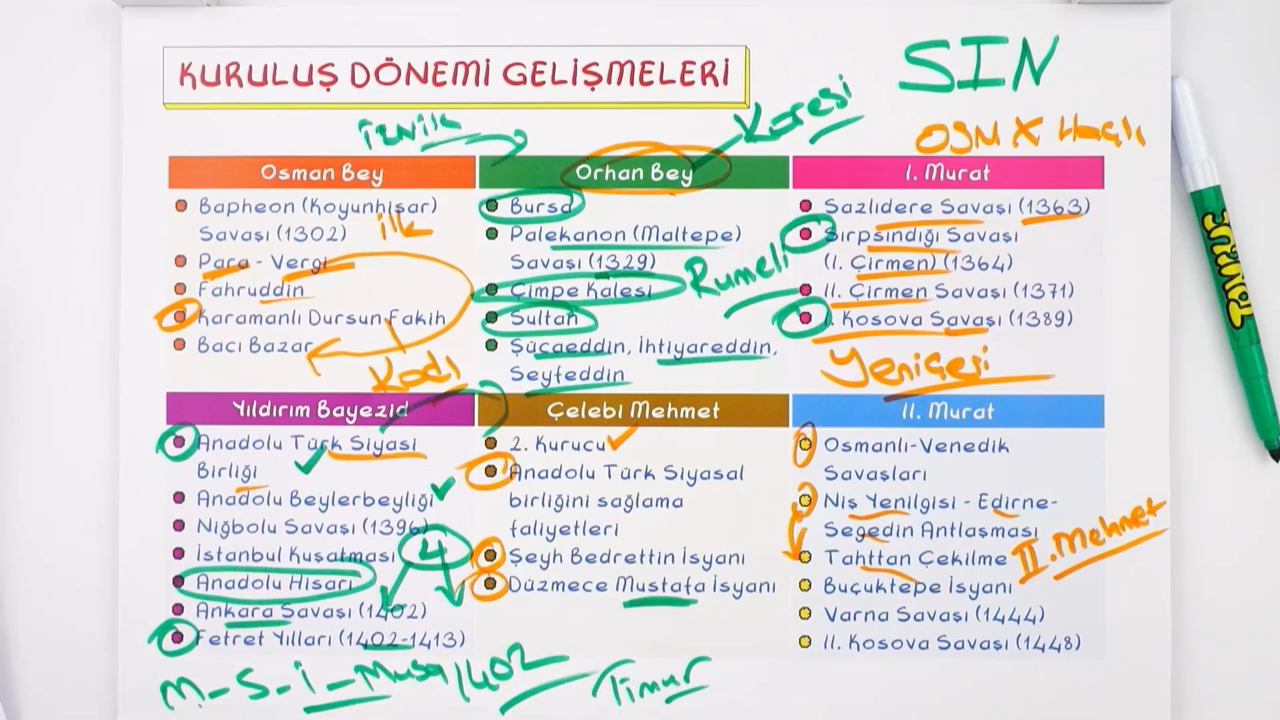 KURULUŞ DÖNEMİ GELİŞMELERİ
SIN
OSM X Haçlı
İznik
Karesi
Osman Bey
Bapheon (Koyunhisar)
Savaşı (1302)
ilk
Para - Vergi
Fahruddin
Karamanlı Dursun Fakih
Bacı Bazar
Kadı
Orhan Bey
Bursa
Palekanon (Maltepe)
Savaşı (1329)
Çimpe Kalesi
Rumeli
Sultan
Şücaeddin, İhtiyareddin,
Seyfeddin
I. Murat
Sazlıdere Savaşı (1363)
Sırpsındığı Savaşı
(I. Çirmen) (1364)
II. Çirmen Savaşı (1371)
I. Kosova Savaşı (1389)
Yeniçeri
Yıldırım Bayezid
Anadolu Türk Siyasi
Birliği
Anadolu Beylerbeyliği
Niğbolu Savaşı (1396)
İstanbul Kuşatması
4
Anadolu Hisarı
Ankara Savaşı (1402)
Fetret Yılları (1402-1413)
M - S - İ - Musa
1402
Timur
Çelebi Mehmet
2. Kurucu
Anadolu Türk Siyasal
birliğini sağlama
faliyetleri
Şeyh Bedrettin İsyanı
Düzmece Mustafa İsyanı
II. Murat
Osmanlı-Venedik
Savaşları
Niş Yenilgisi - Edirne-
Segedin Antlaşması
Tahttan Çekilme
II. Mehmet
Buçuktepe İsyanı
Varna Savaşı (1444)
II. Kosova Savaşı (1448)